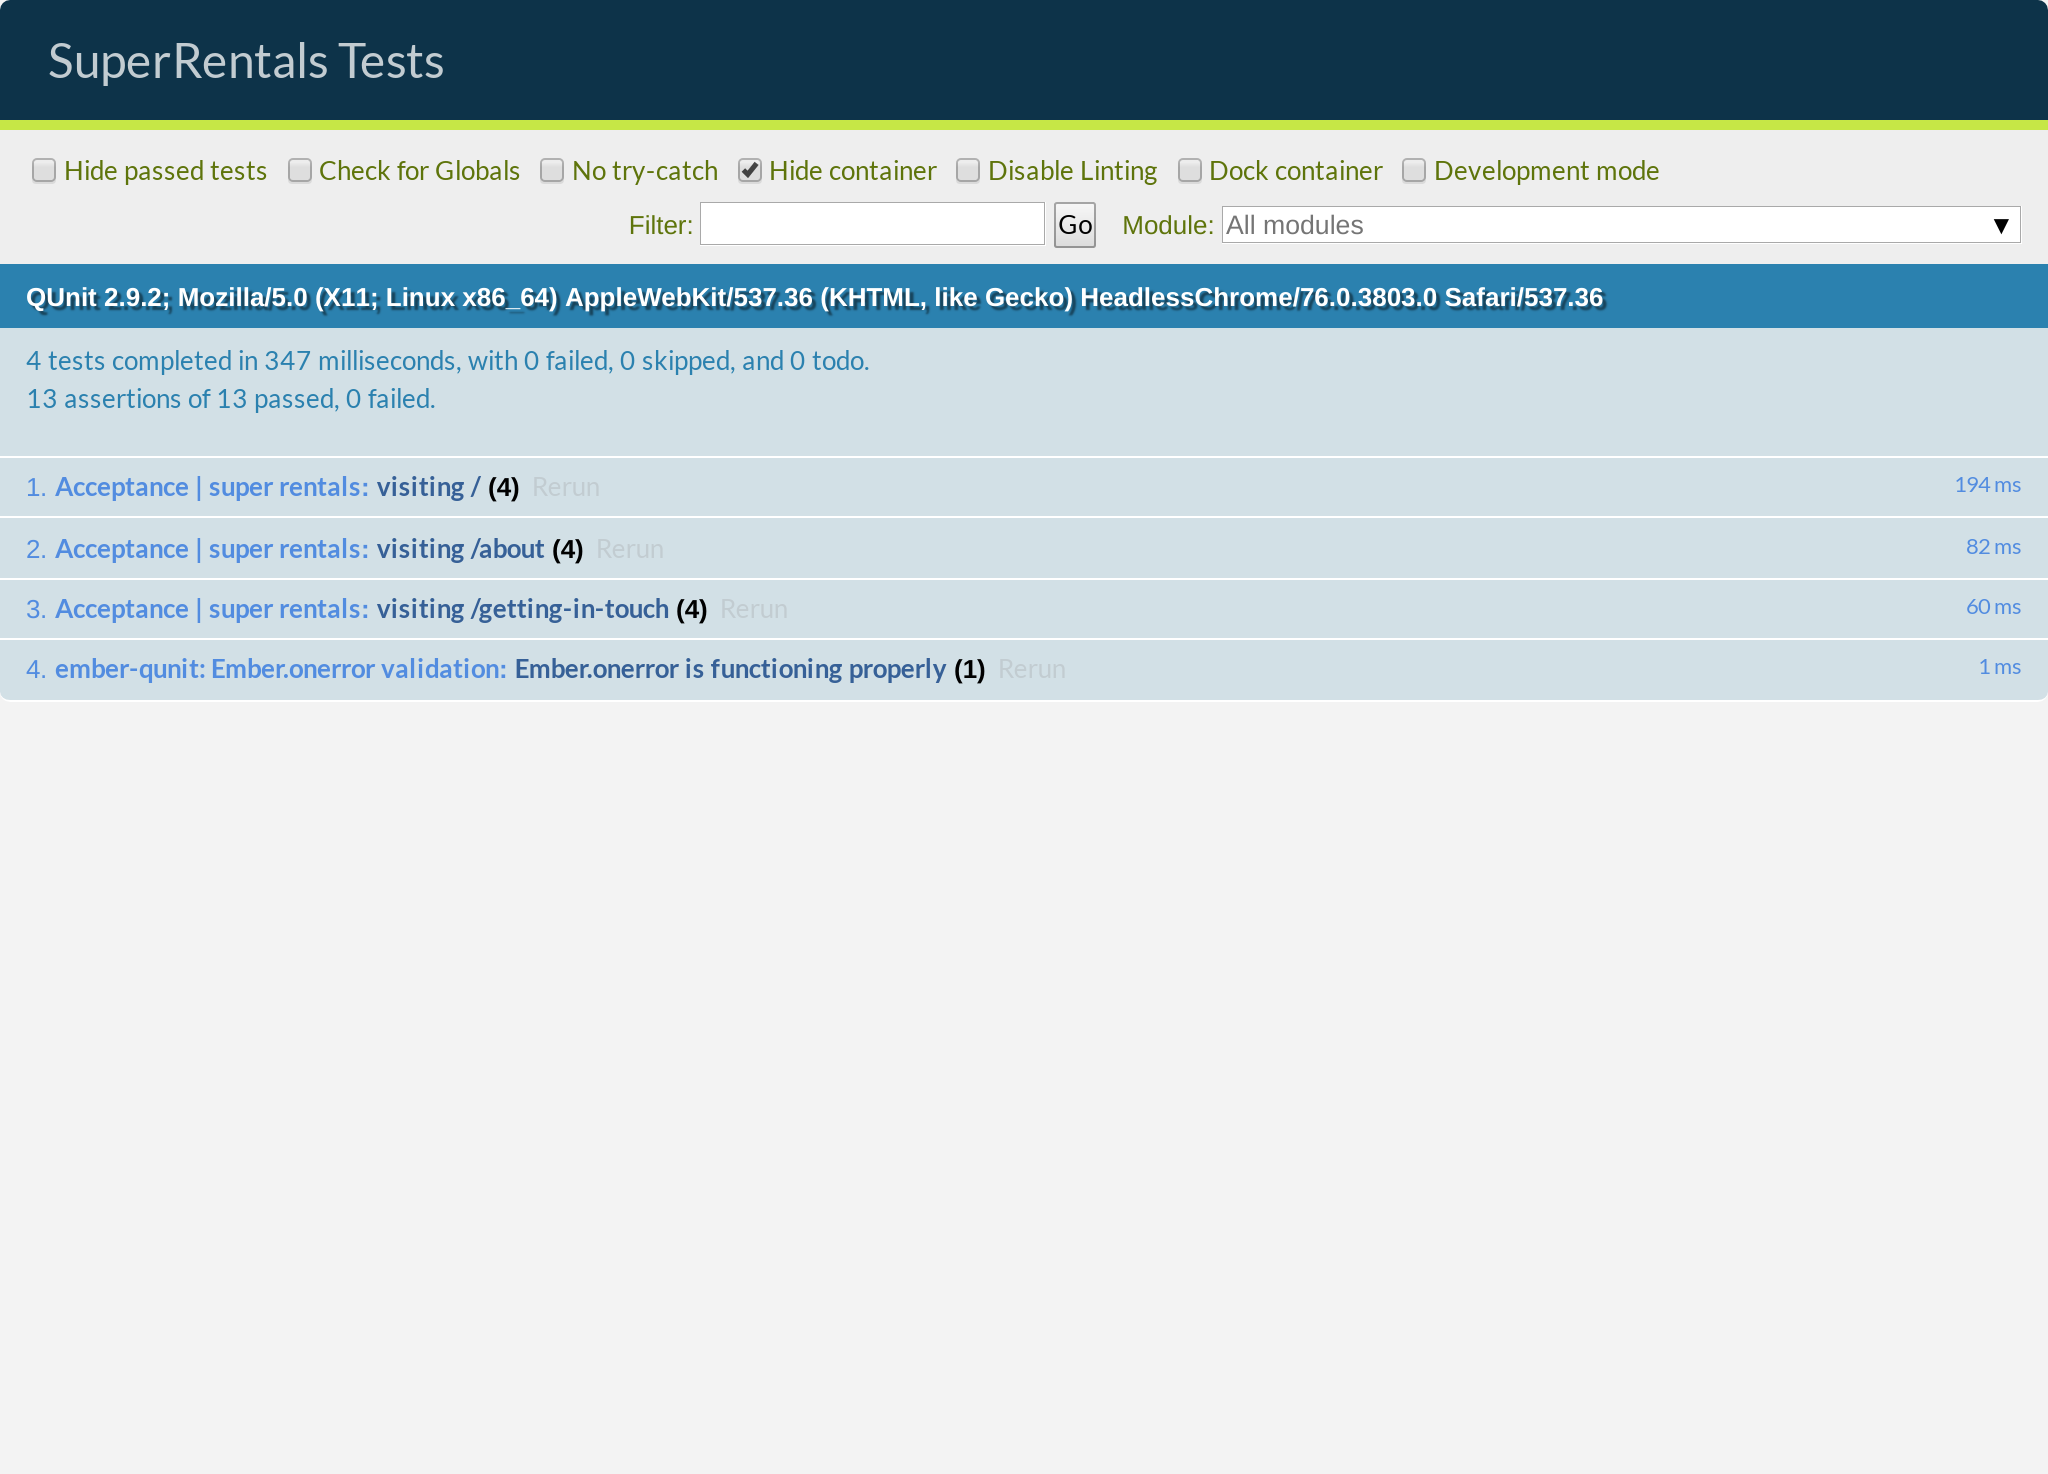 SuperRentals Tests
Hide passed tests Check for Globals No try-catch Hide container Disable Linting Dock container Development mode
Filter: Go Module: All modules ▼
QUnit 2.9.2; Mozilla/5.0 (X11; Linux x86_64) AppleWebKit/537.36 (KHTML, like Gecko) HeadlessChrome/76.0.3803.0 Safari/537.36
4 tests completed in 347 milliseconds, with 0 failed, 0 skipped, and 0 todo.
13 assertions of 13 passed, 0 failed.
1. Acceptance | super rentals: visiting / (4) Rerun 194 ms
2. Acceptance | super rentals: visiting /about (4) Rerun 82 ms
3. Acceptance | super rentals: visiting /getting-in-touch (4) Rerun 60 ms
4. ember-qunit: Ember.onerror validation: Ember.onerror is functioning properly (1) Rerun 1 ms